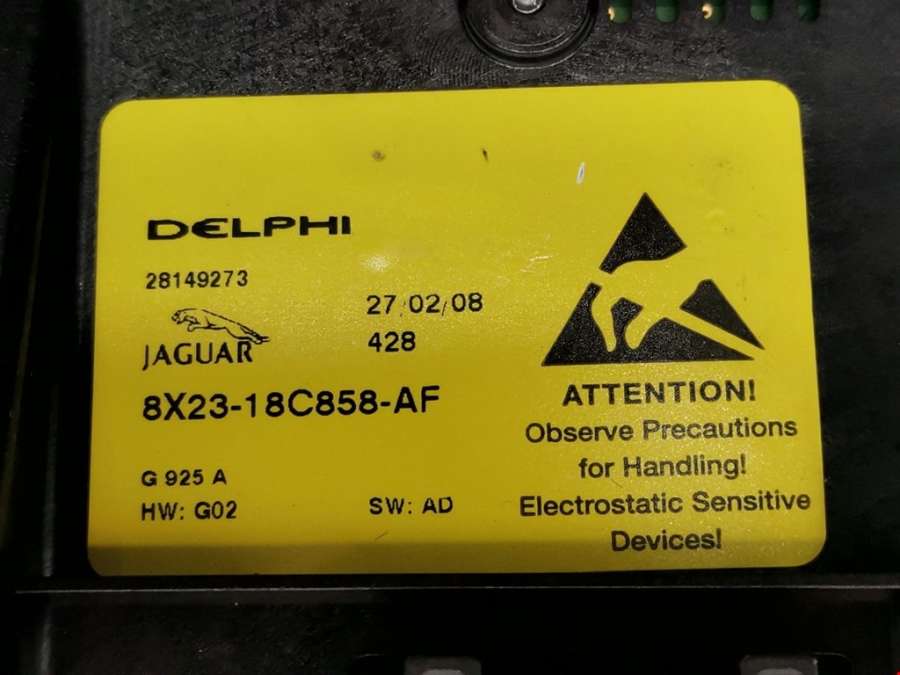 DELPHI
28149273
27/02/08
JAGUAR
428
8X23-18C858-AF
G 925 A
HW: G02
SW: AD
ATTENTION!
Observe Precautions
for Handling!
Electrostatic Sensitive
Devices!